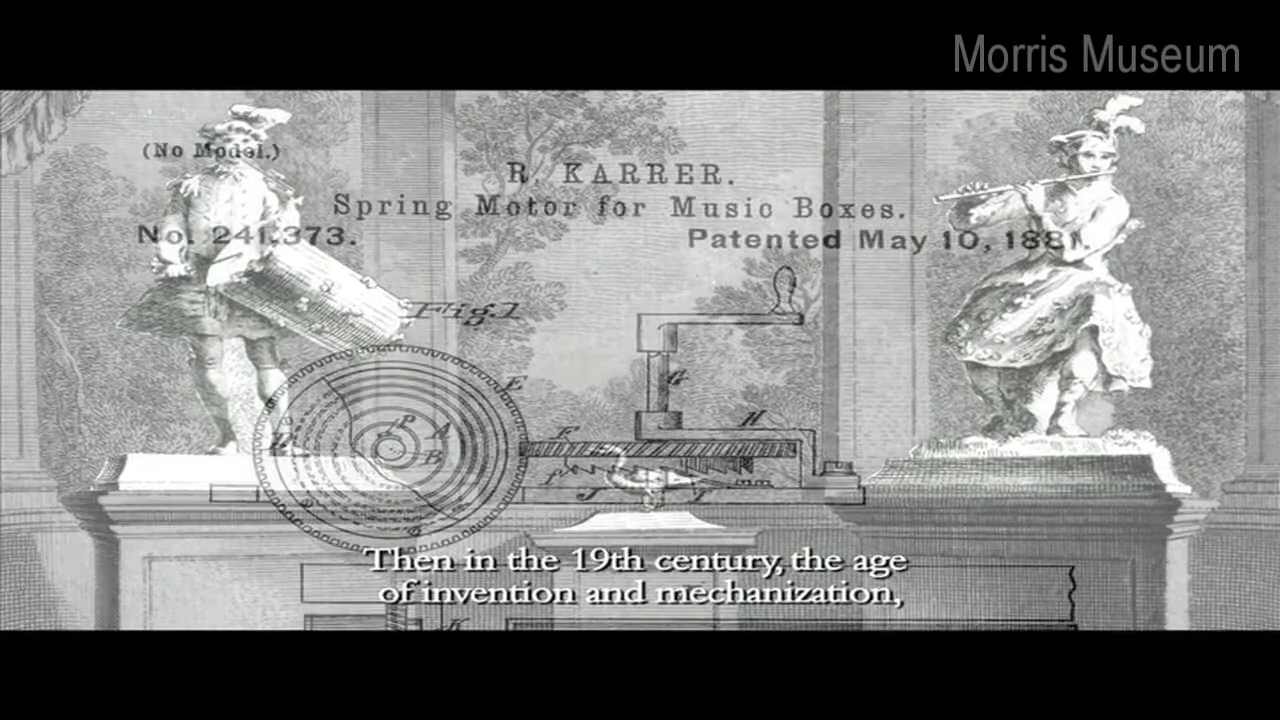 Morris Museum
(No Model.)
R. KARRER.
Spring Motor for Music Boxes.
No. 241,373.
Patented May 10, 1881.
Fig. 1
E
G
P
A
B
H
F
f
J
I
K
Then in the 19th century, the age
of invention and mechanization,